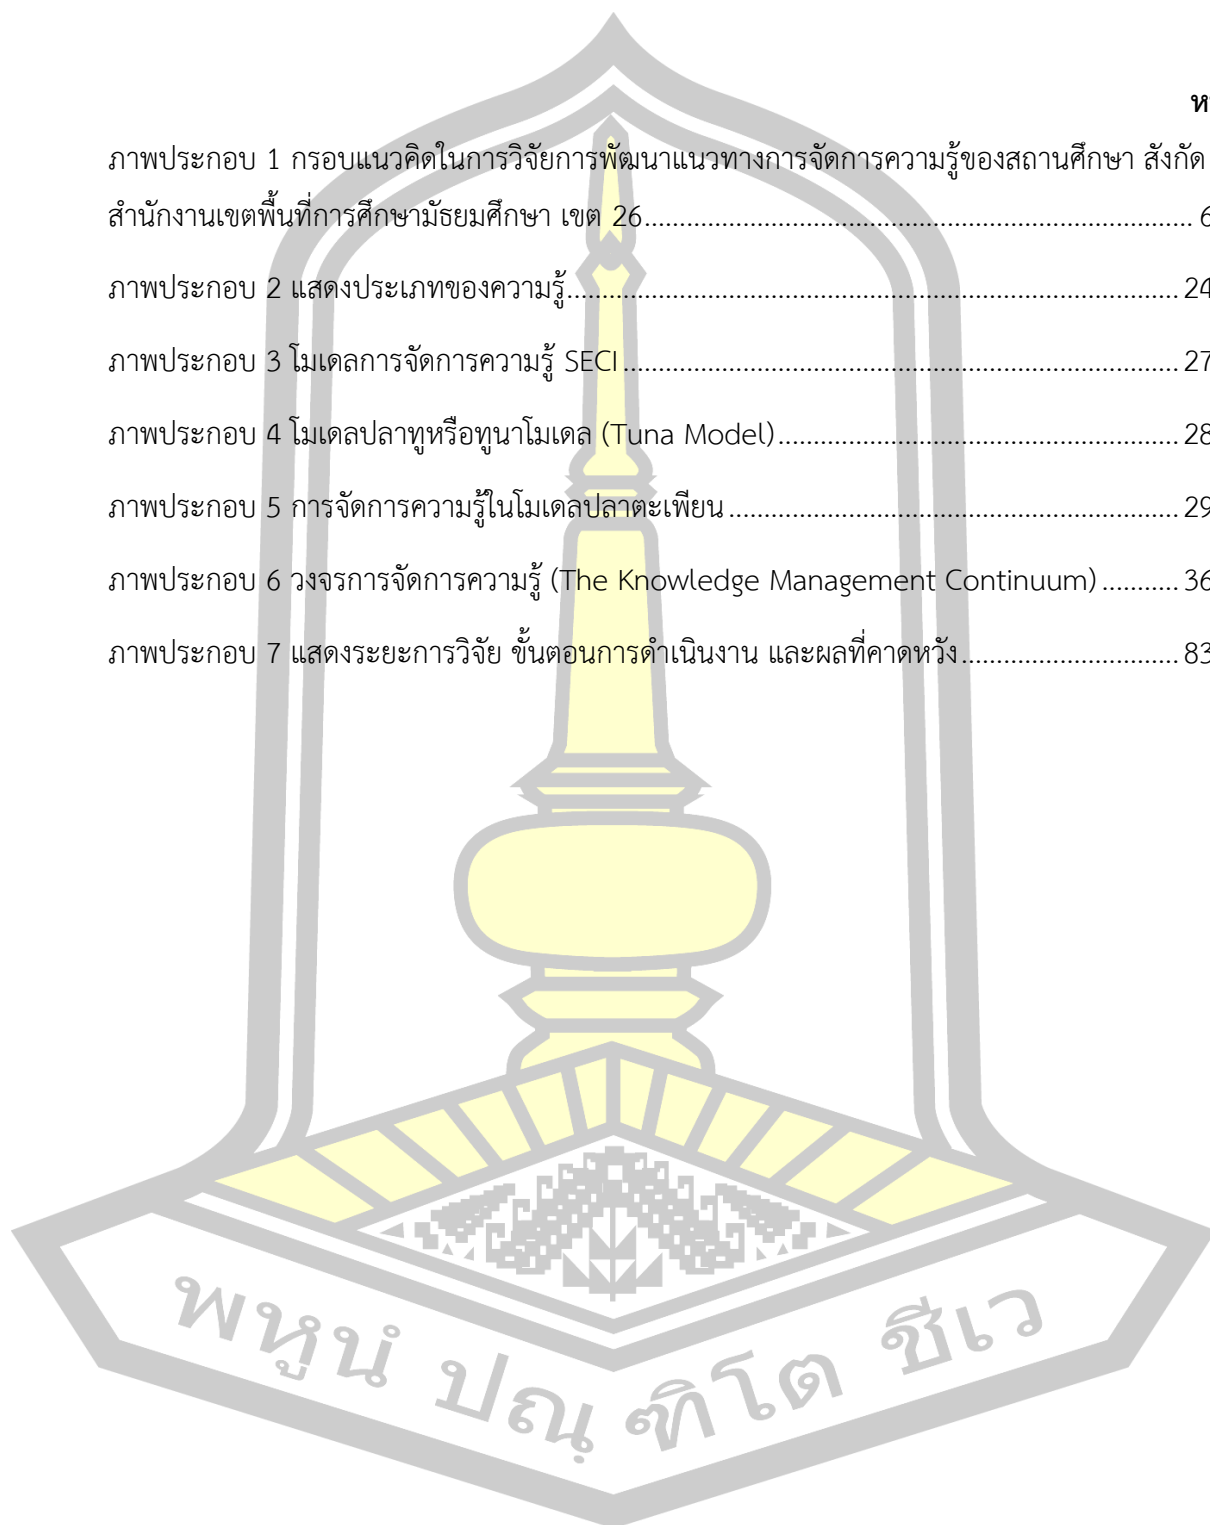 ห
ภาพประกอบ 1 กรอบแนวคิดในการวิจัยการพัฒนาแนวทางการจัดการความรู้ของสถานศึกษา สังกัด
สำนักงานเขตพื้นที่การศึกษามัธยมศึกษา เขต 26........................................................................ 6
ภาพประกอบ 2 แสดงประเภทของความรู้................................................................................ 24
ภาพประกอบ 3 โมเดลการจัดการความรู้ SECI......................................................................... 27
ภาพประกอบ 4 โมเดลปลาทูหรือทูนาโมเดล (Tuna Model)..................................................... 28
ภาพประกอบ 5 การจัดการความรู้ในโมเดลปลาตะเพียน........................................................... 29
ภาพประกอบ 6 วงจรการจัดการความรู้ (The Knowledge Management Continuum)........... 36
ภาพประกอบ 7 แสดงระยะการวิจัย ขั้นตอนการดำเนินงาน และผลที่คาดหวัง............................. 83
พหูนํ ปณฺฑิโต ชีเว